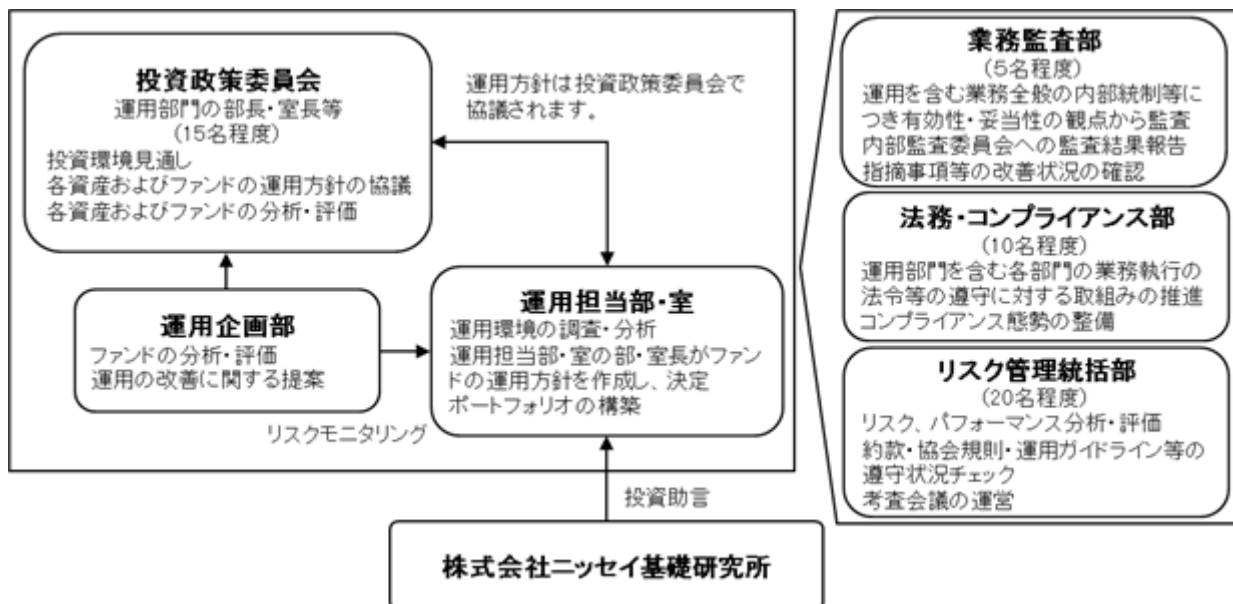 投資政策委員会
運用部門の部長・室長等
(15名程度)
投資環境見通し
各資産およびファンドの運用方針の協議
各資産およびファンドの分析・評価
運用方針は投資政策委員会で
協議されます。
運用企画部
ファンドの分析・評価
運用の改善に関する提案
リスクモニタリング
運用担当部・室
運用環境の調査・分析
運用担当部・室の部・室長がファン
ドの運用方針を作成し、決定
ポートフォリオの構築
投資助言
株式会社ニッセイ基礎研究所
業務監査部
(5名程度)
運用を含む業務全般の内部統制等に
つき有効性・妥当性の観点から監査
内部監査委員会への監査結果報告
指摘事項等の改善状況の確認
法務・コンプライアンス部
(10名程度)
運用部門を含む各部門の業務執行の
法令等の遵守に対する取組みの推進
コンプライアンス態勢の整備
リスク管理統括部
(20名程度)
リスク、パフォーマンス分析・評価
約款・協会規則・運用ガイドライン等の
遵守状況チェック
考査会議の運営